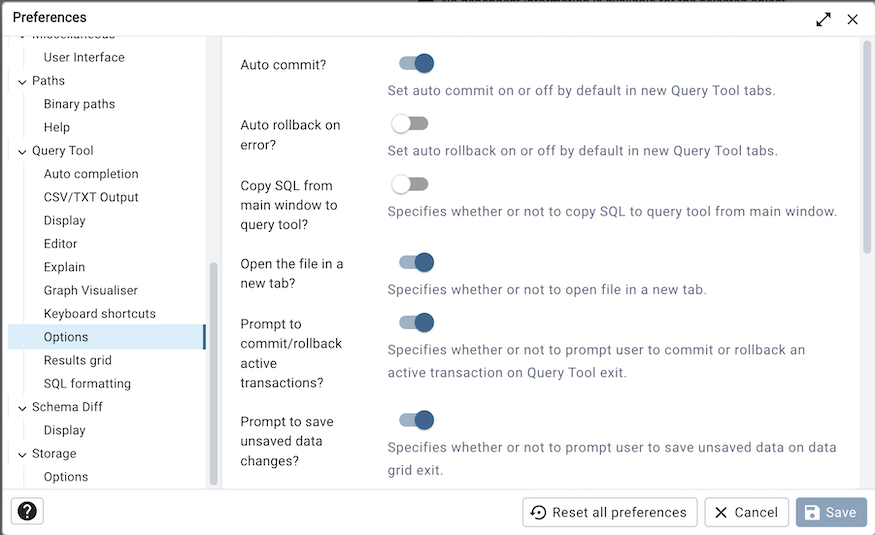 Preferences
Miscellaneous
User Interface
Paths
Binary paths
Help
Query Tool
Auto completion
CSV/TXT Output
Display
Editor
Explain
Graph Visualiser
Keyboard shortcuts
Options
Results grid
SQL formatting
Schema Diff
Display
Storage
Options
Auto commit?
Set auto commit on or off by default in new Query Tool tabs.
Auto rollback on
error?
Set auto rollback on or off by default in new Query Tool tabs.
Copy SQL from
main window to
query tool?
Specifies whether or not to copy SQL to query tool from main window.
Open the file in a
new tab?
Specifies whether or not to open file in a new tab.
Prompt to
commit/rollback
active
transactions?
Specifies whether or not to prompt user to commit or rollback an
active transaction on Query Tool exit.
Prompt to save
unsaved data
changes?
Specifies whether or not to prompt user to save unsaved data on data
grid exit.
Reset all preferences
Cancel
Save